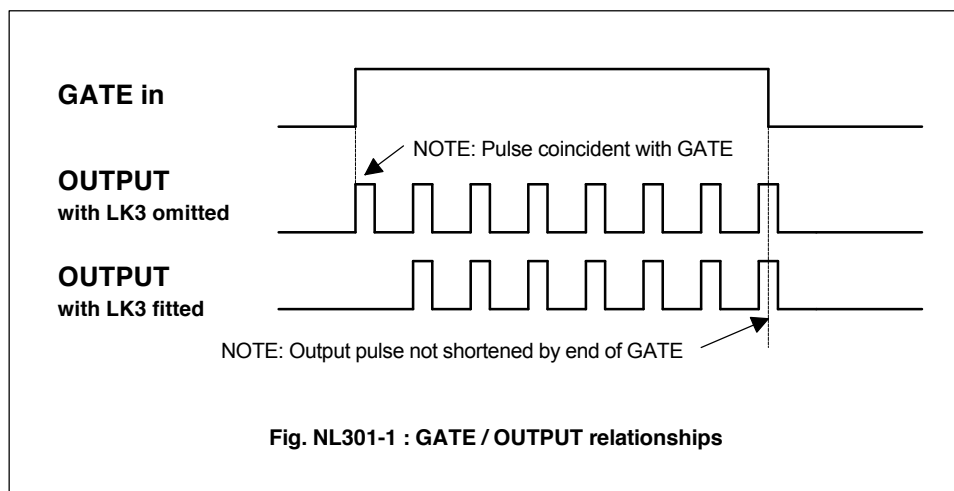 GATE in
NOTE: Pulse coincident with GATE
OUTPUT
with LK3 omitted
OUTPUT
with LK3 fitted
NOTE: Output pulse not shortened by end of GATE
Fig. NL301-1 : GATE / OUTPUT relationships